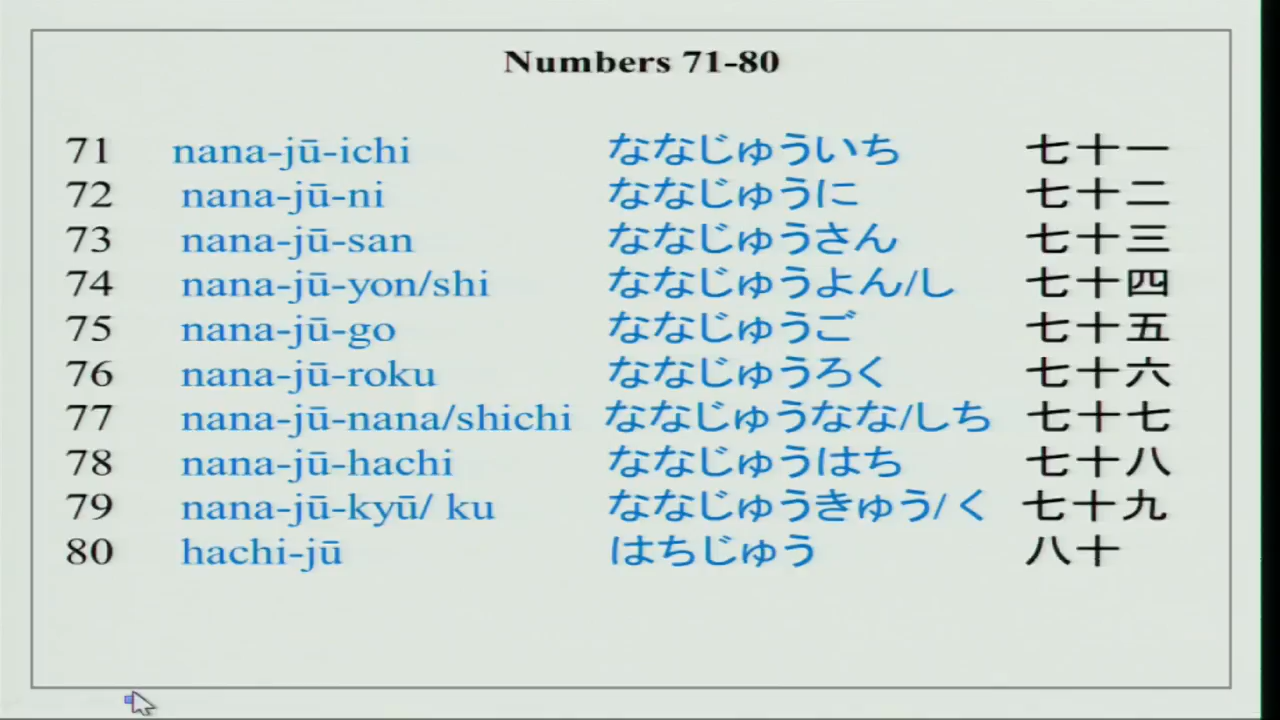 Numbers 71-80
71 nana-jū-ichi ななじゅういち 七十一
72 nana-jū-ni ななじゅうに 七十二
73 nana-jū-san ななじゅうさん 七十三
74 nana-jū-yon/shi ななじゅうよん/し 七十四
75 nana-jū-go ななじゅうご 七十五
76 nana-jū-roku ななじゅうろく 七十六
77 nana-jū-nana/shichi ななじゅうなな/しち 七十七
78 nana-jū-hachi ななじゅうはち 七十八
79 nana-jū-kyū/ ku ななじゅうきゅう/ く 七十九
80 hachi-jū はちじゅう 八十